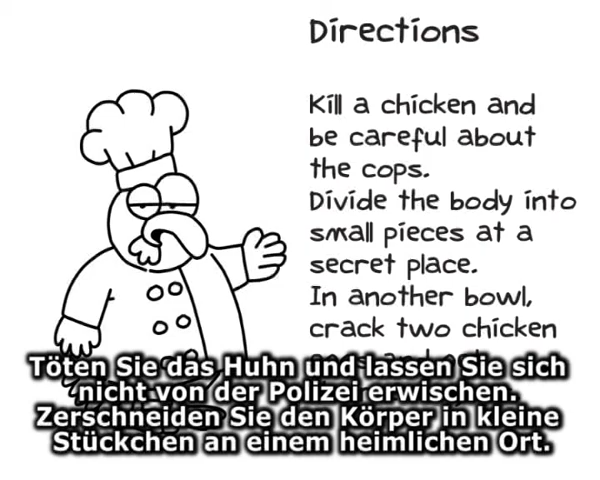 Directions
Kill a chicken and
be careful about
the cops.
Divide the body into
small pieces at a
secret place.
In another bowl,
crack two chicken
Töten Sie das Huhn und lassen Sie sich
nicht von der Polizei erwischen.
Zerschneiden Sie den Körper in kleine
Stückchen an einem heimlichen Ort.